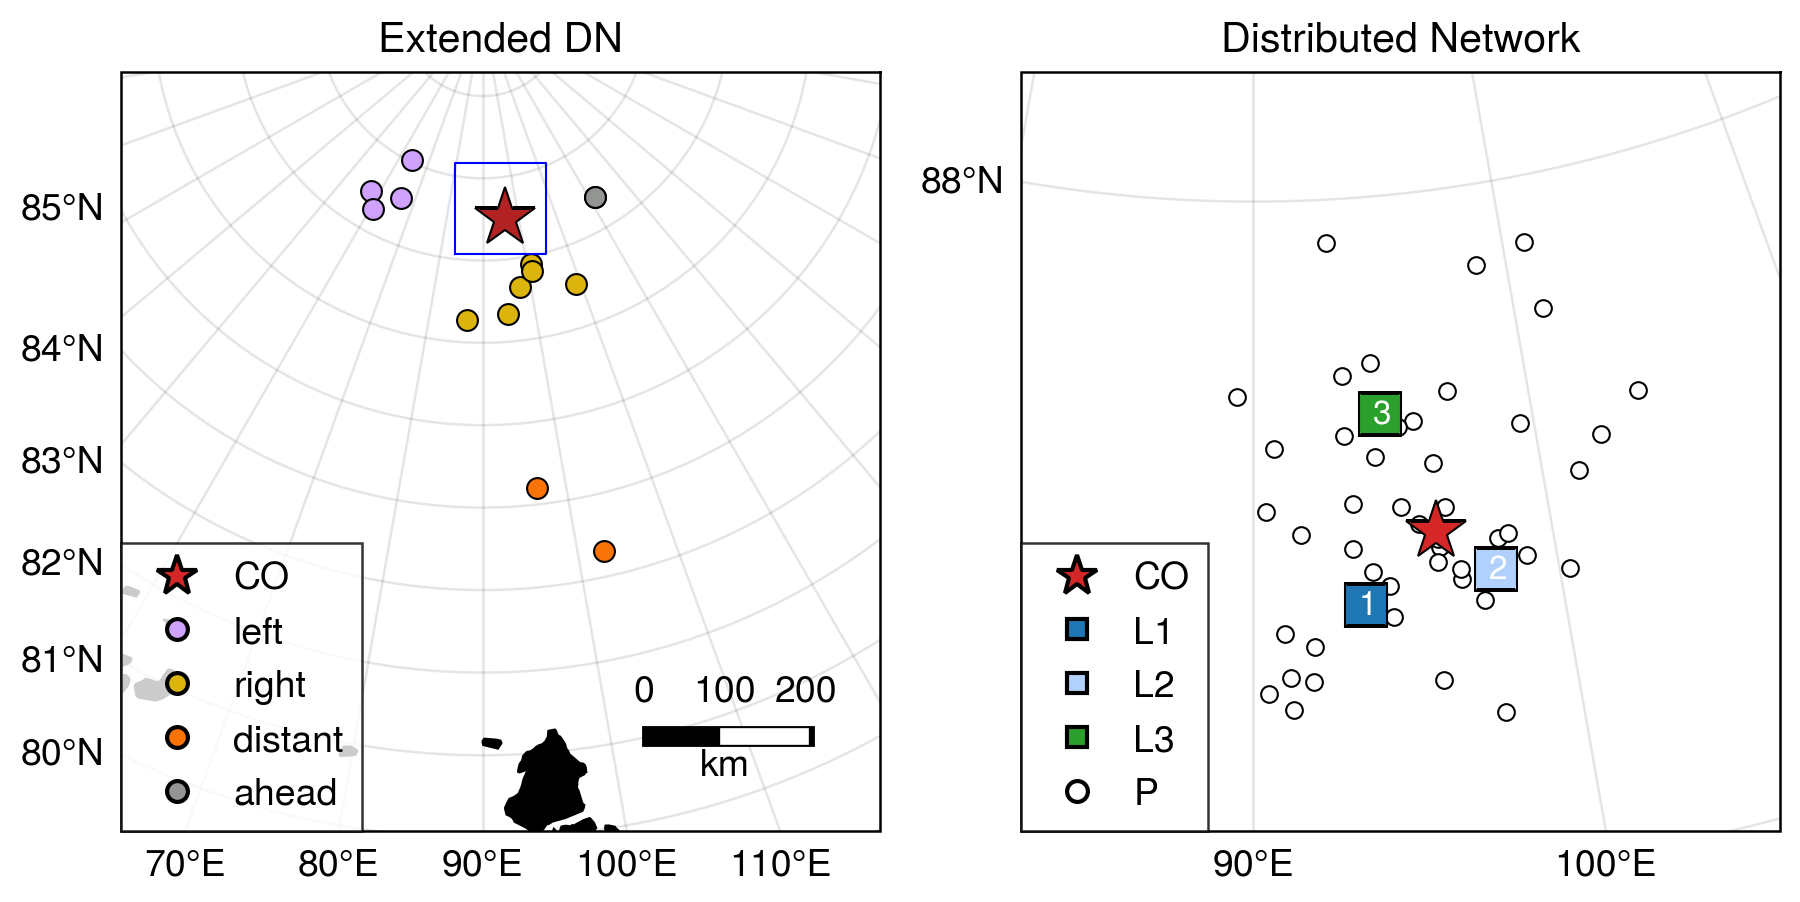 Extended DN
85°N
84°N
83°N
82°N
81°N
80°N
CO
left
right
distant
ahead
0 100 200
km
70°E 80°E 90°E 100°E 110°E
Distributed Network
88°N
3
2
1
CO
L1
L2
L3
P
90°E 100°E